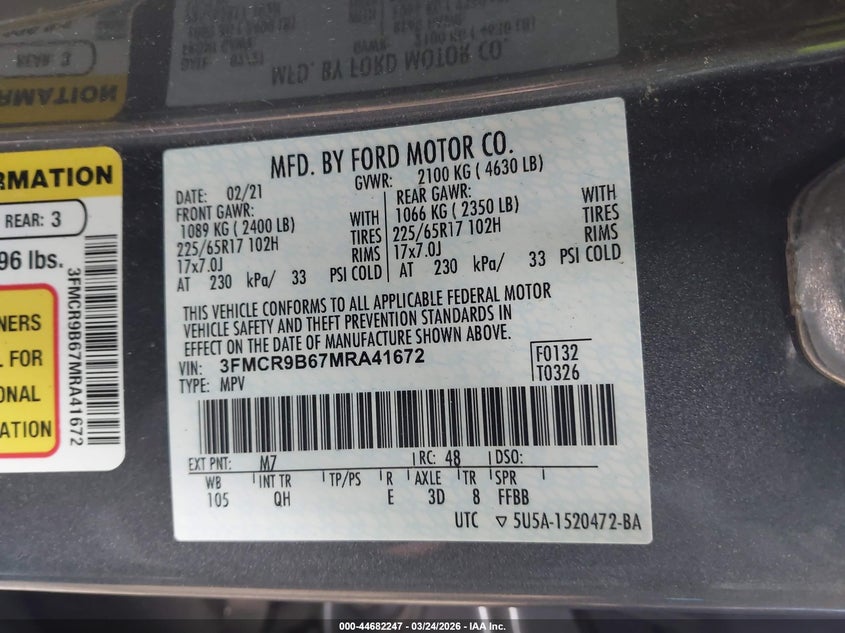 MFD. BY FORD MOTOR CO.
DATE: 02/21
GVWR: 2100 KG ( 4630 LB)
FRONT GAWR:
1089 KG ( 2400 LB) WITH
225/65R17 102H TIRES
17x7.0J RIMS
AT 230 kPa/ 33 PSI COLD
REAR GAWR:
1066 KG ( 2350 LB) WITH
225/65R17 102H TIRES
17x7.0J RIMS
AT 230 kPa/ 33 PSI COLD
THIS VEHICLE CONFORMS TO ALL APPLICABLE FEDERAL MOTOR
VEHICLE SAFETY AND THEFT PREVENTION STANDARDS IN
EFFECT ON THE DATE OF MANUFACTURE SHOWN ABOVE.
VIN: 3FMCR9B67MRA41672
TYPE: MPV
F0132
T0326
EXT PNT: M7 RC: 48 DSO:
WB INT TR TP/PS R AXLE TR SPR
105 QH E 3D 8 FFBB
UTC ▽ 5U5A-1520472-BA
RMATION
REAR: 3
96 lbs.
3FMCR9B67MRA41672
NERS
L FOR
ONAL
ATION
000-44682247 - 03/24/2026 - IAA Inc.